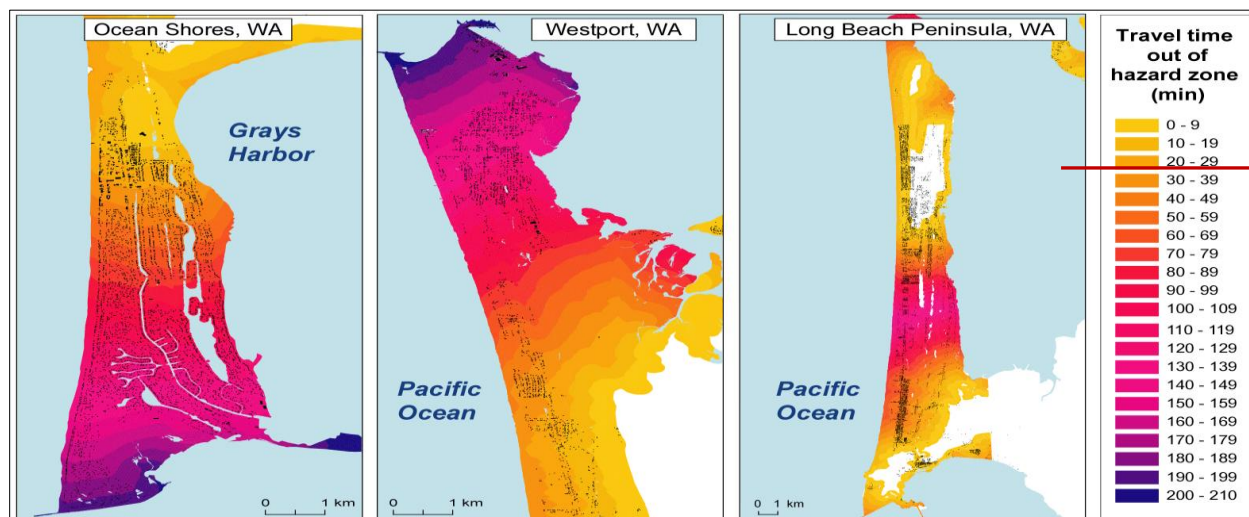 Ocean Shores, WA
Grays
Harbor
0 1 km
Westport, WA
Pacific
Ocean
0 1 km
Long Beach Peninsula, WA
Pacific
Ocean
0 1 km
Travel time
out of
hazard zone
(min)
0 - 9
10 - 19
20 - 29
30 - 39
40 - 49
50 - 59
60 - 69
70 - 79
80 - 89
90 - 99
100 - 109
110 - 119
120 - 129
130 - 139
140 - 149
150 - 159
160 - 169
170 - 179
180 - 189
190 - 199
200 - 210